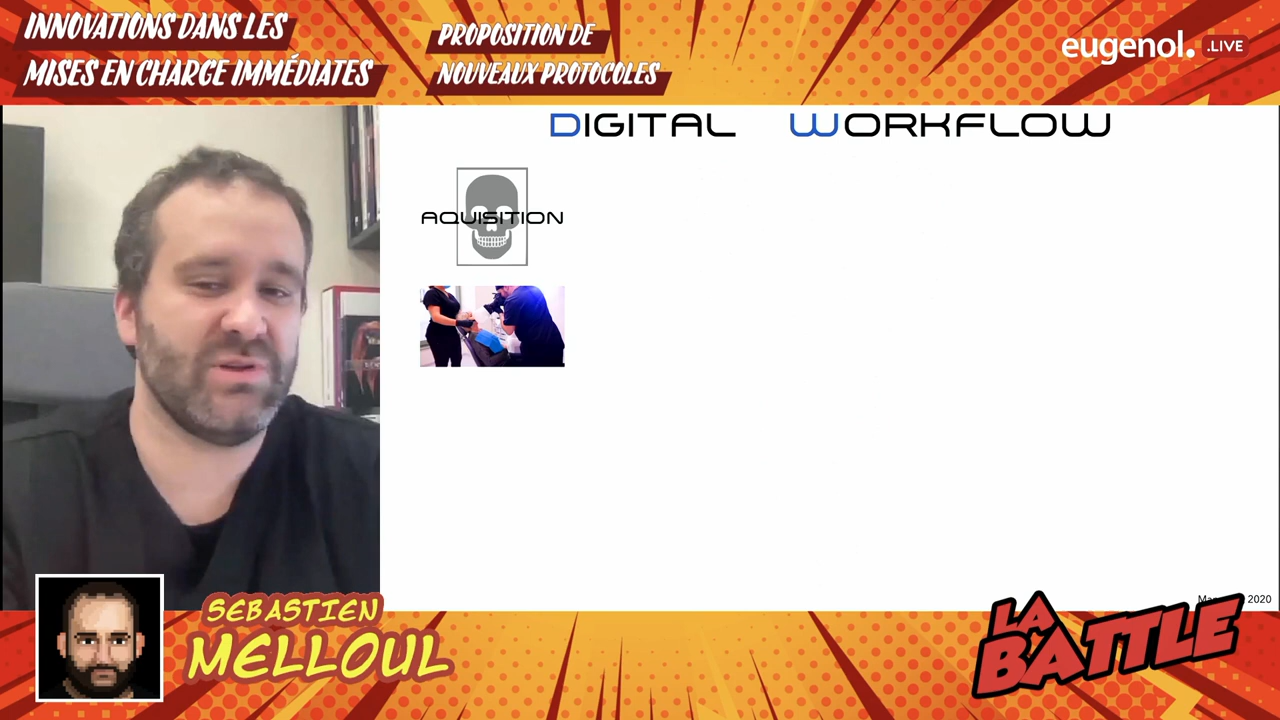 INNOVATIONS DANS LES
MISES EN CHARGE IMMÉDIATES
PROPOSITION DE
NOUVEAUX PROTOCOLES
eugenol. .LIVE
DIGITAL WORKFLOW
AQUISITION
2020
SEBASTIEN
MELLOUL
LA
BATTLE